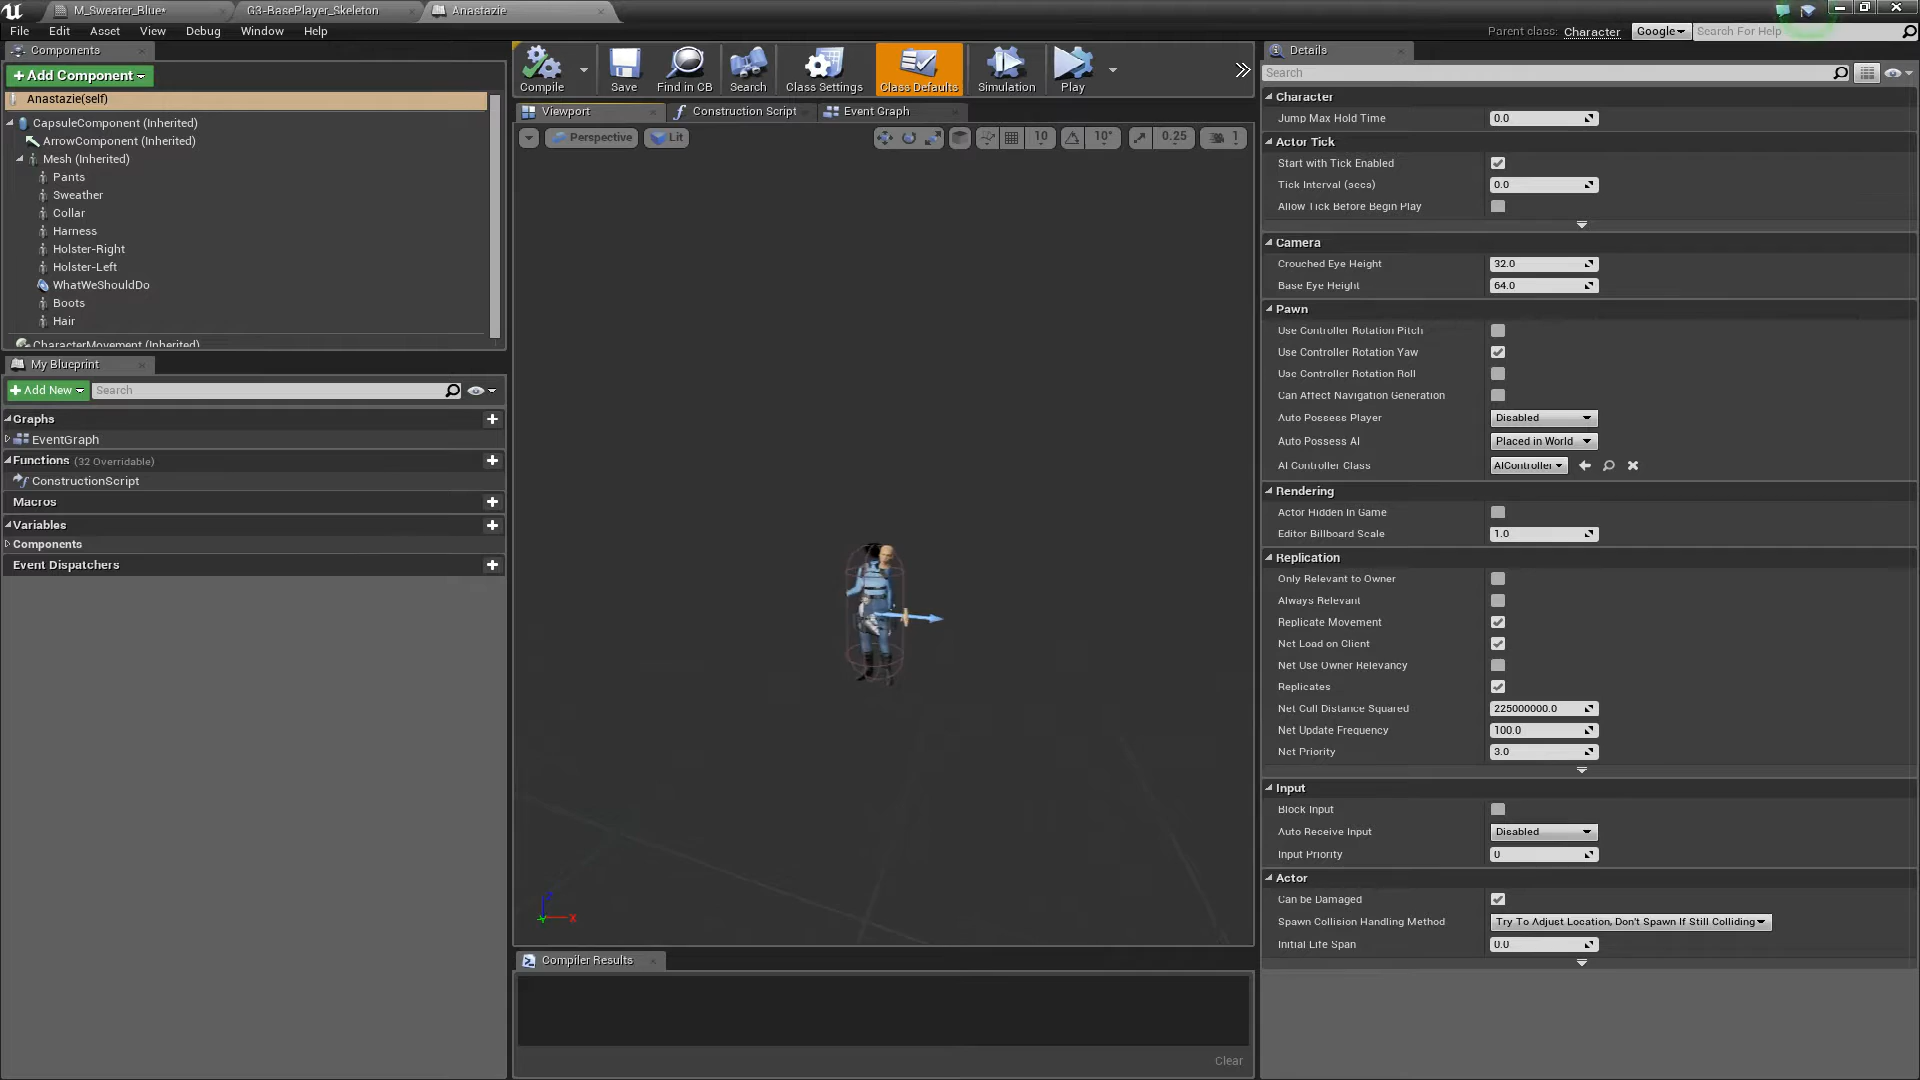 M_Sweater_Blue*
G3-BasePlayer_Skeleton
Anastazie
File Edit Asset View Debug Window Help
Parent class: Character Google Search For Help
Components
Add Component
Anastazie(self)
CapsuleComponent (Inherited)
ArrowComponent (Inherited)
Mesh (Inherited)
Pants
Sweather
Collar
Harness
Holster-Right
Holster-Left
WhatWeShouldDo
Boots
Hair
CharacterMovement (Inherited)
My Blueprint
Add New Search
Graphs
EventGraph
Functions (32 Overridable)
ConstructionScript
Macros
Variables
Components
Event Dispatchers
Compile Save Find in CB Search Class Settings Class Defaults Simulation Play
Viewport Construction Script Event Graph
Perspective Lit 10 10° 0.25 1
X
Compiler Results
Clear
Details
Search
Character
Jump Max Hold Time 0.0
Actor Tick
Start with Tick Enabled
Tick Interval (secs) 0.0
Allow Tick Before Begin Play
Camera
Crouched Eye Height 32.0
Base Eye Height 64.0
Pawn
Use Controller Rotation Pitch
Use Controller Rotation Yaw
Use Controller Rotation Roll
Can Affect Navigation Generation
Auto Possess Player Disabled
Auto Possess AI Placed in World
AI Controller Class AIController
Rendering
Actor Hidden In Game
Editor Billboard Scale 1.0
Replication
Only Relevant to Owner
Always Relevant
Replicate Movement
Net Load on Client
Net Use Owner Relevancy
Replicates
Net Cull Distance Squared 225000000.0
Net Update Frequency 100.0
Net Priority 3.0
Input
Block Input
Auto Receive Input Disabled
Input Priority 0
Actor
Can be Damaged
Spawn Collision Handling Method Try To Adjust Location, Don't Spawn If Still Colliding
Initial Life Span 0.0